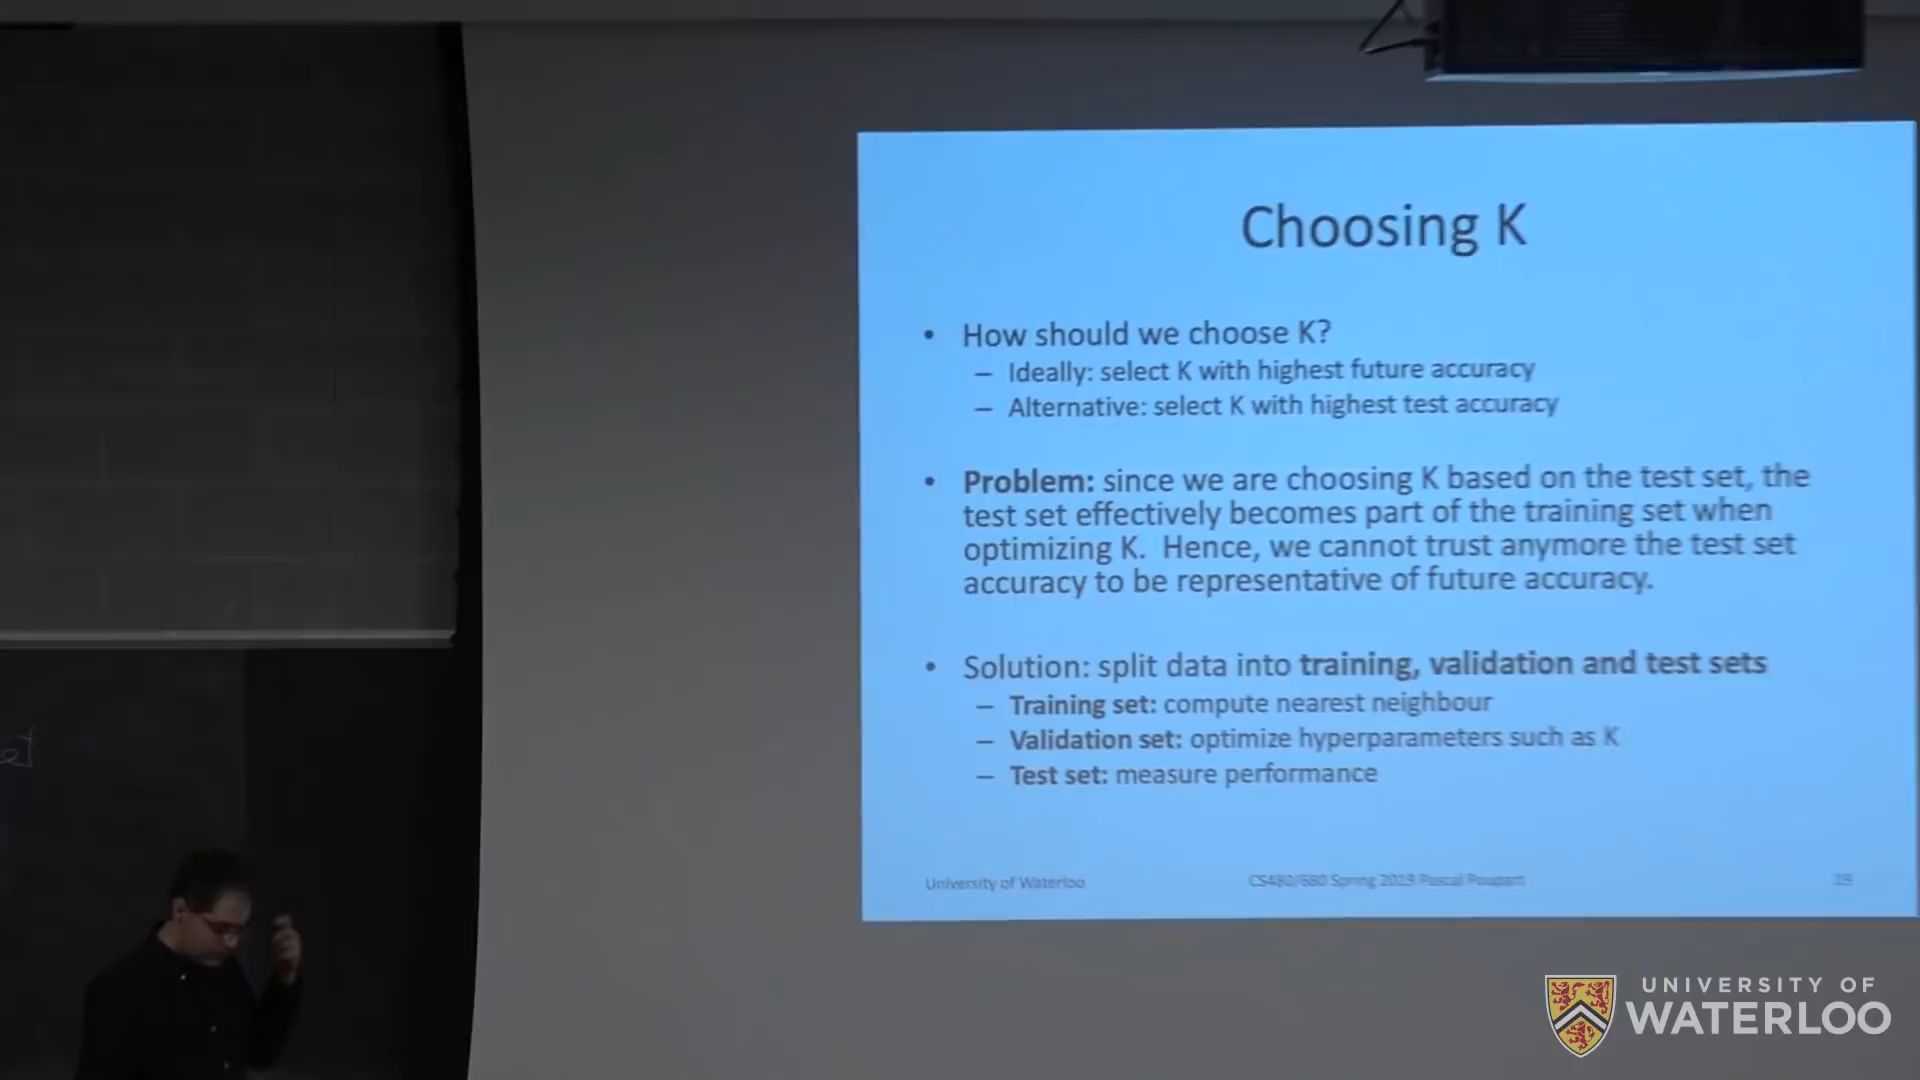 Choosing K
• How should we choose K?
– Ideally: select K with highest future accuracy
– Alternative: select K with highest test accuracy
• Problem: since we are choosing K based on the test set, the
test set effectively becomes part of the training set when
optimizing K. Hence, we cannot trust anymore the test set
accuracy to be representative of future accuracy.
• Solution: split data into training, validation and test sets
– Training set: compute nearest neighbour
– Validation set: optimize hyperparameters such as K
– Test set: measure performance
University of Waterloo
CS480/680 Spring 2019 Pascal Poupart
UNIVERSITY OF
WATERLOO